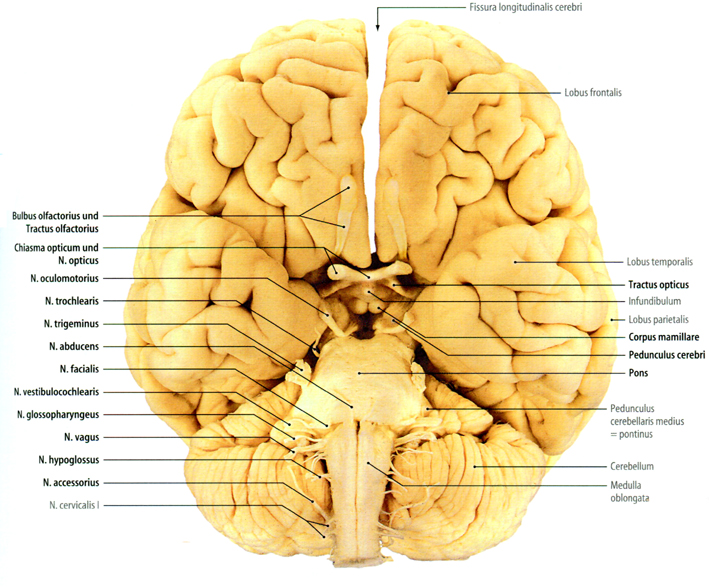 Fissura longitudinalis cerebri
Lobus frontalis
Bulbus olfactorius und
Tractus olfactorius
Chiasma opticum und
N. opticus
N. oculomotorius
N. trochlearis
N. trigeminus
N. abducens
N. facialis
N. vestibulocochlearis
N. glossopharyngeus
N. vagus
N. hypoglossus
N. accessorius
N. cervicalis I
Lobus temporalis
Tractus opticus
Infundibulum
Lobus parietalis
Corpus mamillare
Pedunculus cerebri
Pons
Pedunculus
cerebellaris medius
= pontinus
Cerebellum
Medulla
oblongata